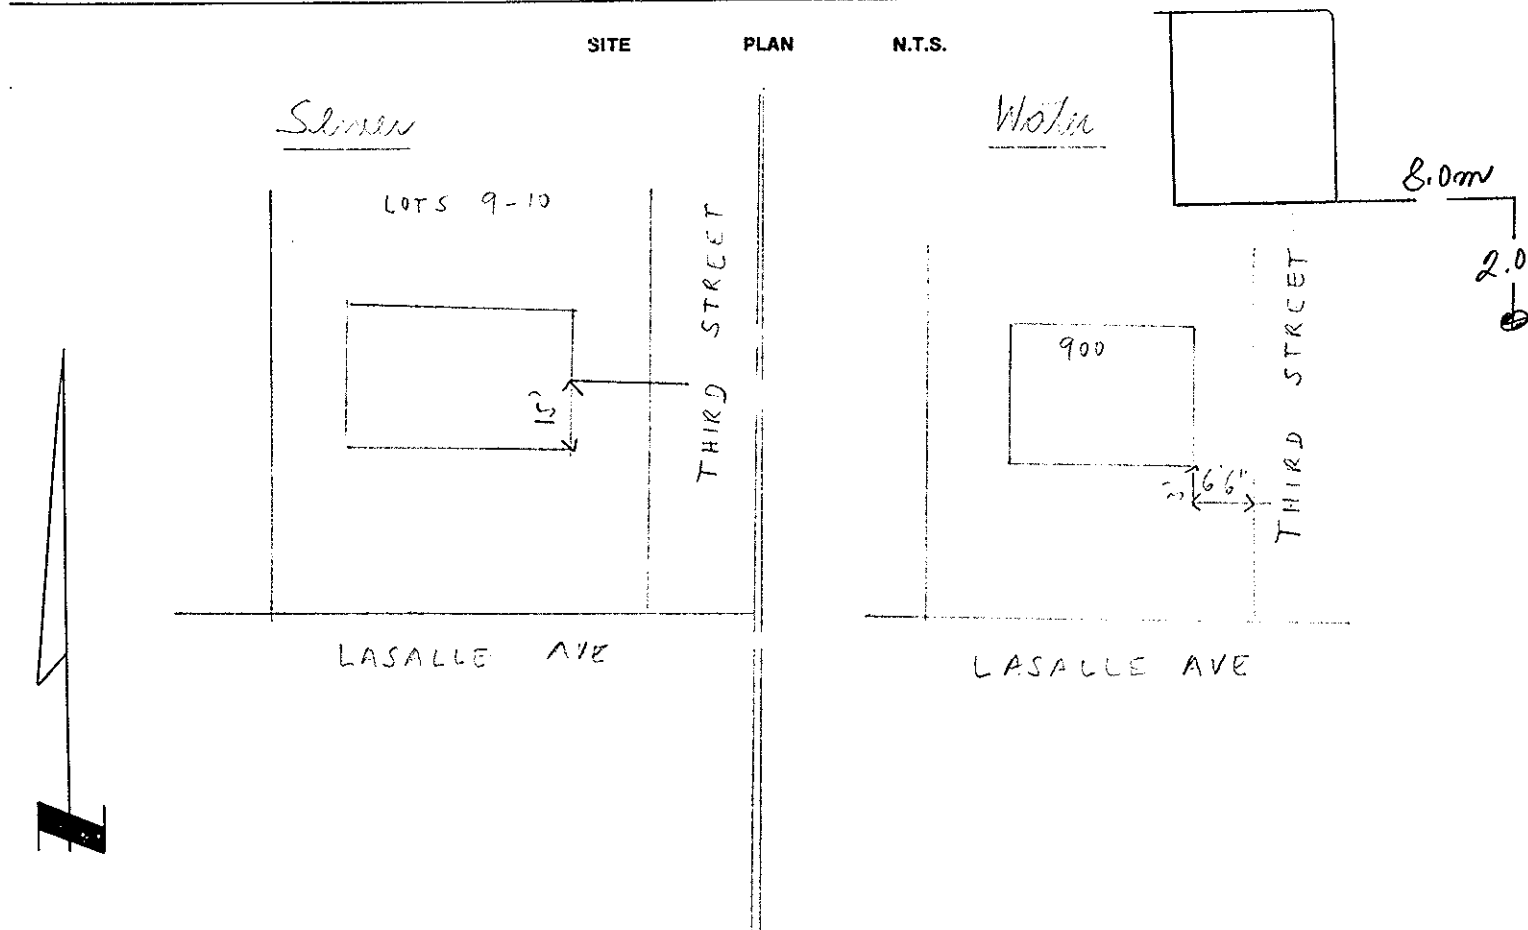 SITE PLAN N.T.S.
Sewer
LOTS 9-10
THIRD STREET
15'
LASALLE AVE
Water
8.0m
2.0
900
6'6"
THIRD STREET
LASALLE AVE